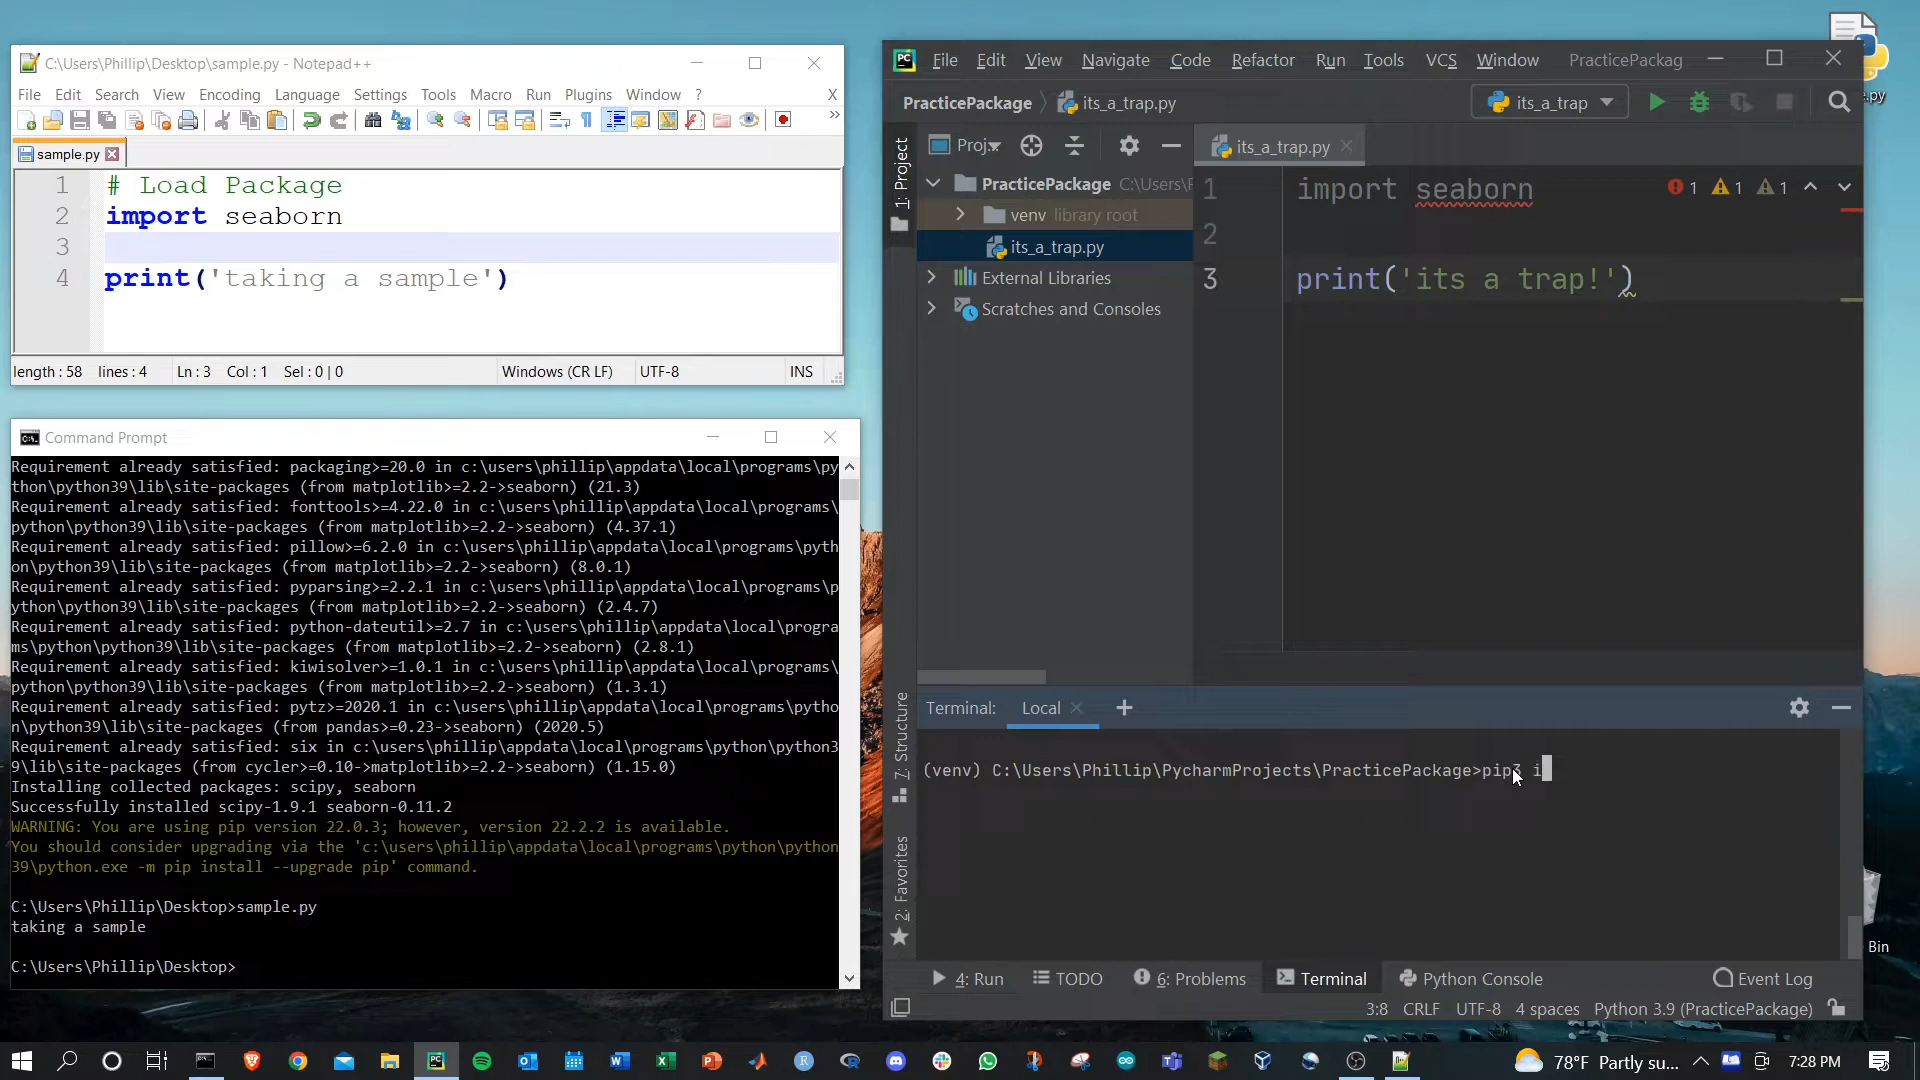 C:\Users\Phillip\Desktop\sample.py - Notepad++
File Edit Search View Encoding Language Settings Tools Macro Run Plugins Window ? X
sample.py
1 # Load Package
2 import seaborn
3
4 print('taking a sample')
length : 58 lines : 4 Ln : 3 Col : 1 Sel : 0 | 0 Windows (CR LF) UTF-8 INS
Command Prompt
Requirement already satisfied: packaging>=20.0 in c:\users\phillip\appdata\local\programs\py
thon\python39\lib\site-packages (from matplotlib>=2.2->seaborn) (21.3)
Requirement already satisfied: fonttools>=4.22.0 in c:\users\phillip\appdata\local\programs\
python\python39\lib\site-packages (from matplotlib>=2.2->seaborn) (4.37.1)
Requirement already satisfied: pillow>=6.2.0 in c:\users\phillip\appdata\local\programs\pyth
on\python39\lib\site-packages (from matplotlib>=2.2->seaborn) (8.0.1)
Requirement already satisfied: pyparsing>=2.2.1 in c:\users\phillip\appdata\local\programs\p
ython\python39\lib\site-packages (from matplotlib>=2.2->seaborn) (2.4.7)
Requirement already satisfied: python-dateutil>=2.7 in c:\users\phillip\appdata\local\progra
ms\python\python39\lib\site-packages (from matplotlib>=2.2->seaborn) (2.8.1)
Requirement already satisfied: kiwisolver>=1.0.1 in c:\users\phillip\appdata\local\programs\
python\python39\lib\site-packages (from matplotlib>=2.2->seaborn) (1.3.1)
Requirement already satisfied: pytz>=2020.1 in c:\users\phillip\appdata\local\programs\pytho
n\python39\lib\site-packages (from pandas>=0.23->seaborn) (2020.5)
Requirement already satisfied: six in c:\users\phillip\appdata\local\programs\python\python3
9\lib\site-packages (from cycler>=0.10->matplotlib>=2.2->seaborn) (1.15.0)
Installing collected packages: scipy, seaborn
Successfully installed scipy-1.9.1 seaborn-0.11.2
WARNING: You are using pip version 22.0.3; however, version 22.2.2 is available.
You should consider upgrading via the 'c:\users\phillip\appdata\local\programs\python\python
39\python.exe -m pip install --upgrade pip' command.
C:\Users\Phillip\Desktop>sample.py
taking a sample
C:\Users\Phillip\Desktop>
PC File Edit View Navigate Code Refactor Run Tools VCS Window PracticePackag
PracticePackage its_a_trap.py its_a_trap
1: Project
Proj
its_a_trap.py
PracticePackage C:\Users\P
venv library root
its_a_trap.py
External Libraries
Scratches and Consoles
1 import seaborn
2
3 print('its a trap!')
1 1 1
7: Structure
2: Favorites
Terminal: Local +
(venv) C:\Users\Phillip\PycharmProjects\PracticePackage>pip3 i
4: Run TODO 6: Problems Terminal Python Console Event Log
3:8 CRLF UTF-8 4 spaces Python 3.9 (PracticePackage)
Bin
78°F Partly su... 7:28 PM